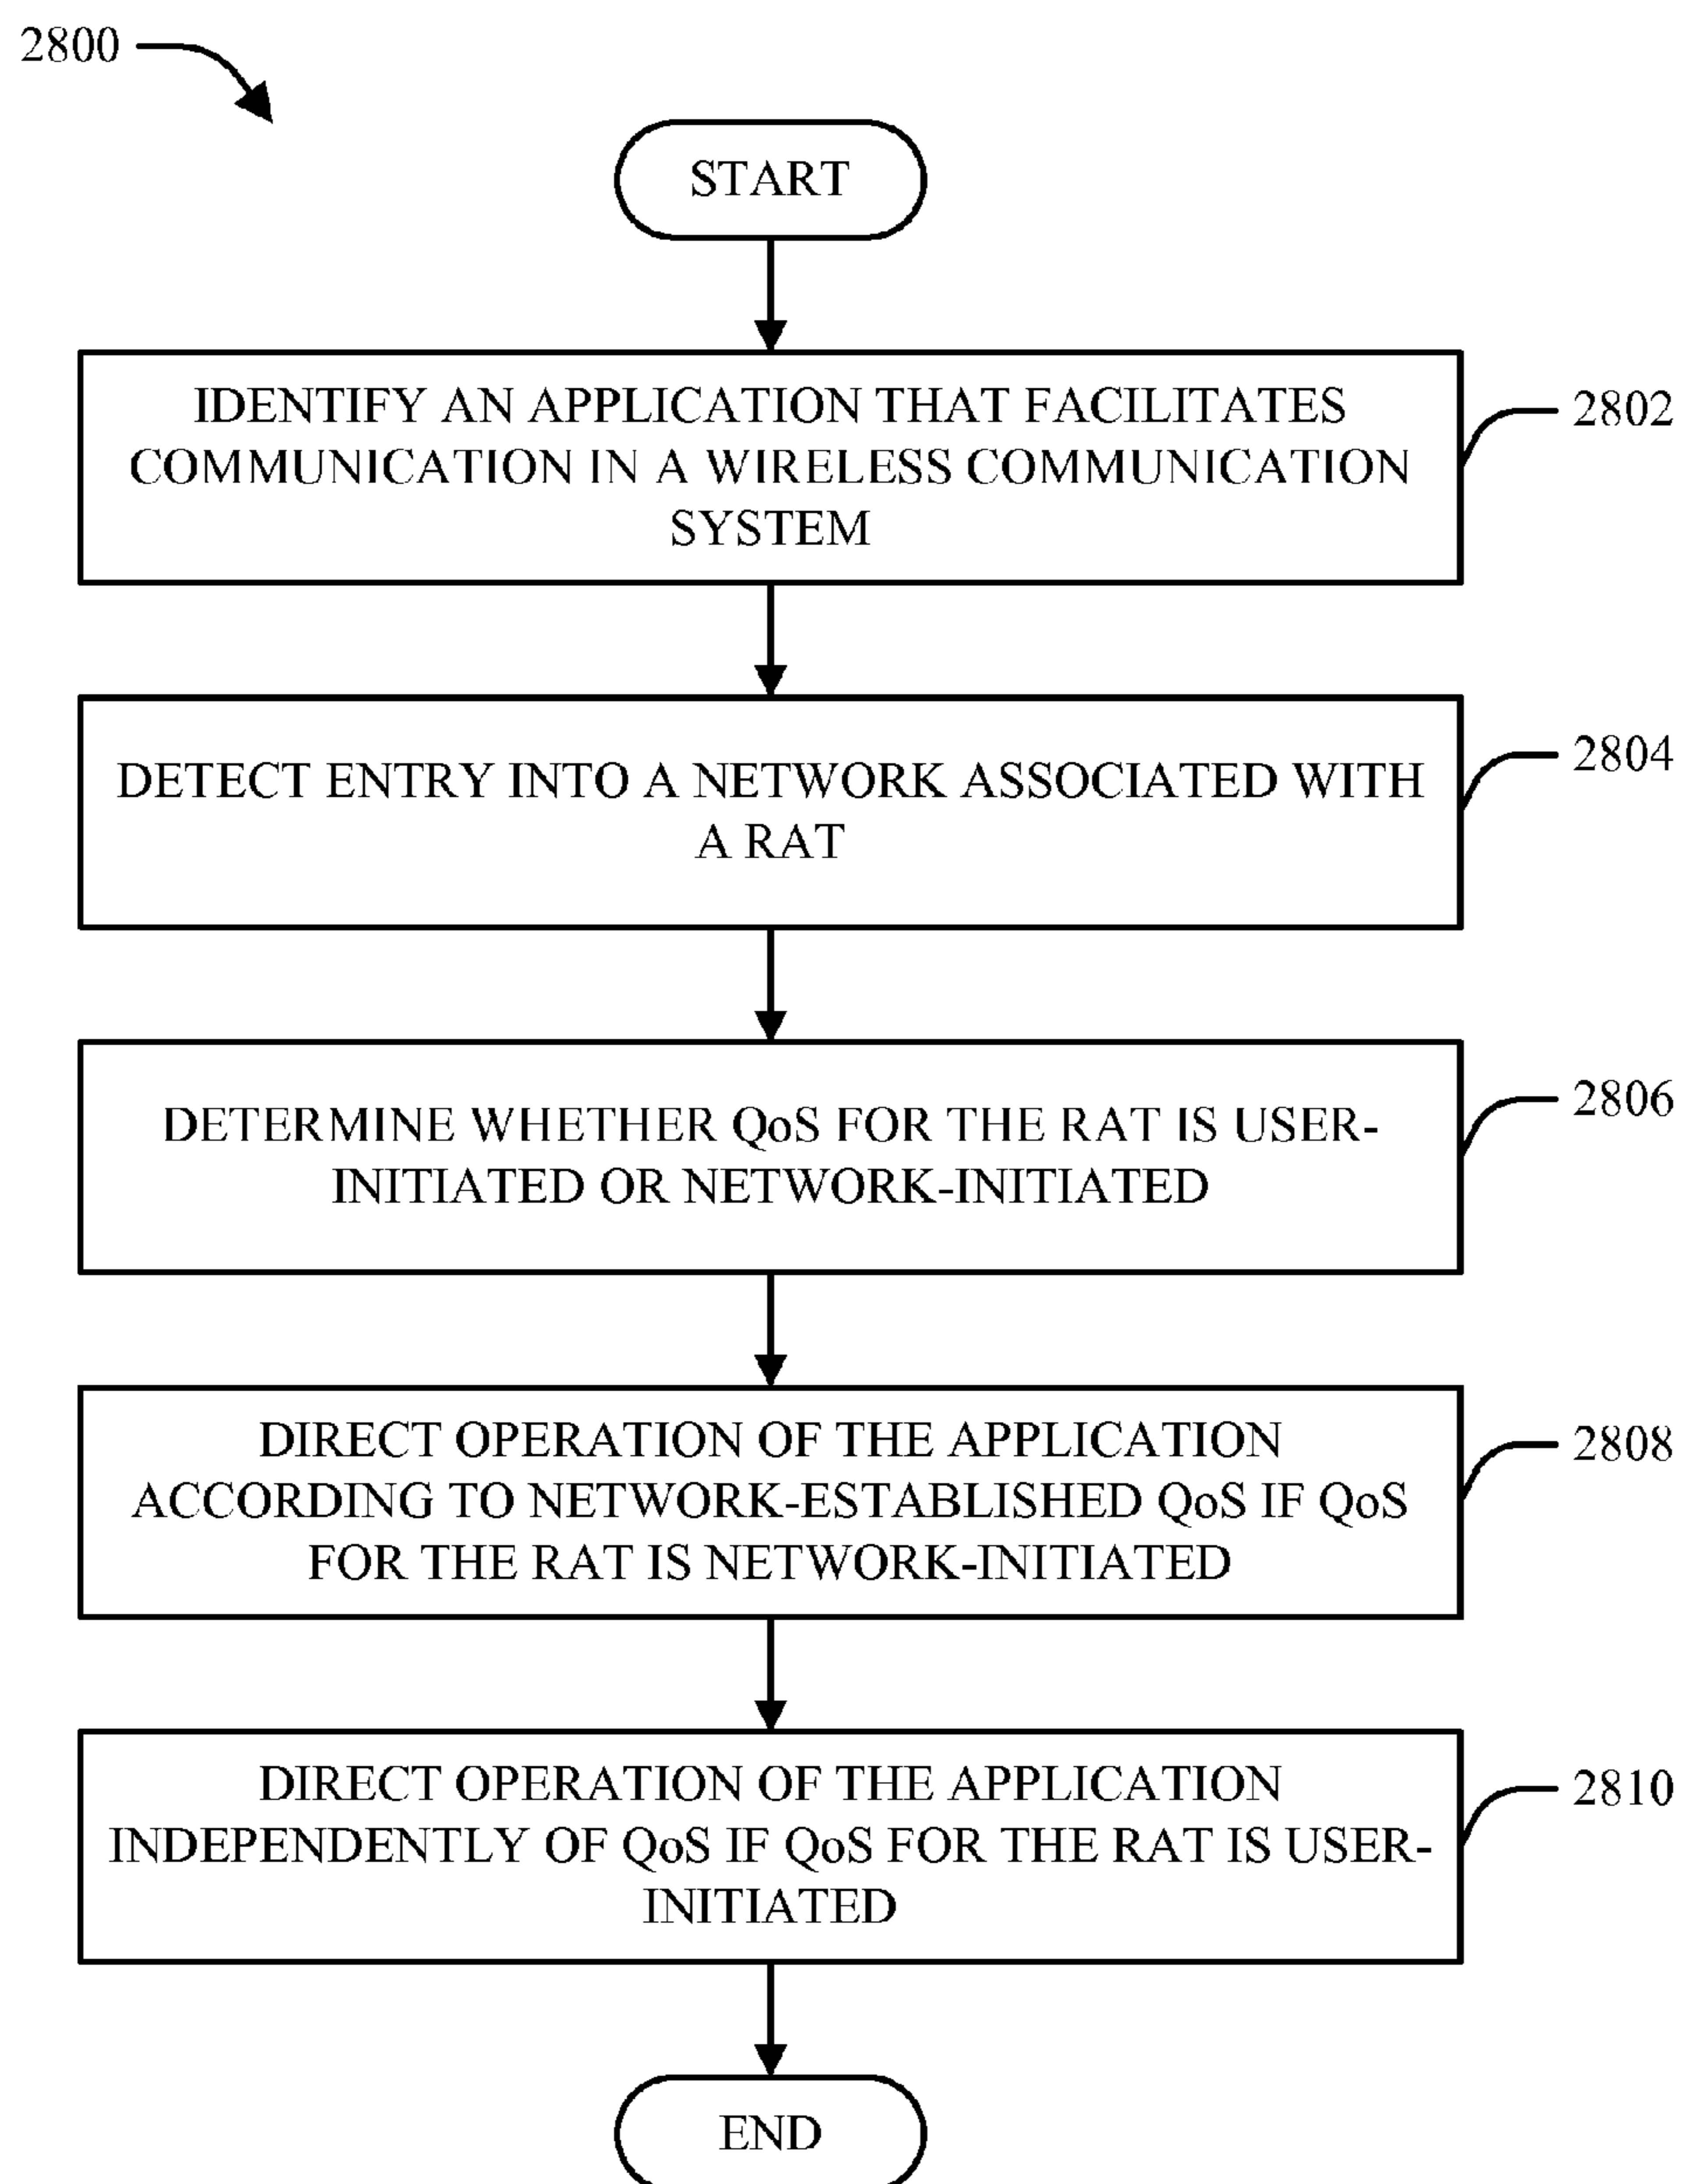 2800
START
IDENTIFY AN APPLICATION THAT FACILITATES
COMMUNICATION IN A WIRELESS COMMUNICATION
SYSTEM
2802
DETECT ENTRY INTO A NETWORK ASSOCIATED WITH
A RAT
2804
DETERMINE WHETHER QoS FOR THE RAT IS USER-
INITIATED OR NETWORK-INITIATED
2806
DIRECT OPERATION OF THE APPLICATION
ACCORDING TO NETWORK-ESTABLISHED QoS IF QoS
FOR THE RAT IS NETWORK-INITIATED
2808
DIRECT OPERATION OF THE APPLICATION
INDEPENDENTLY OF QoS IF QoS FOR THE RAT IS USER-
INITIATED
2810
END